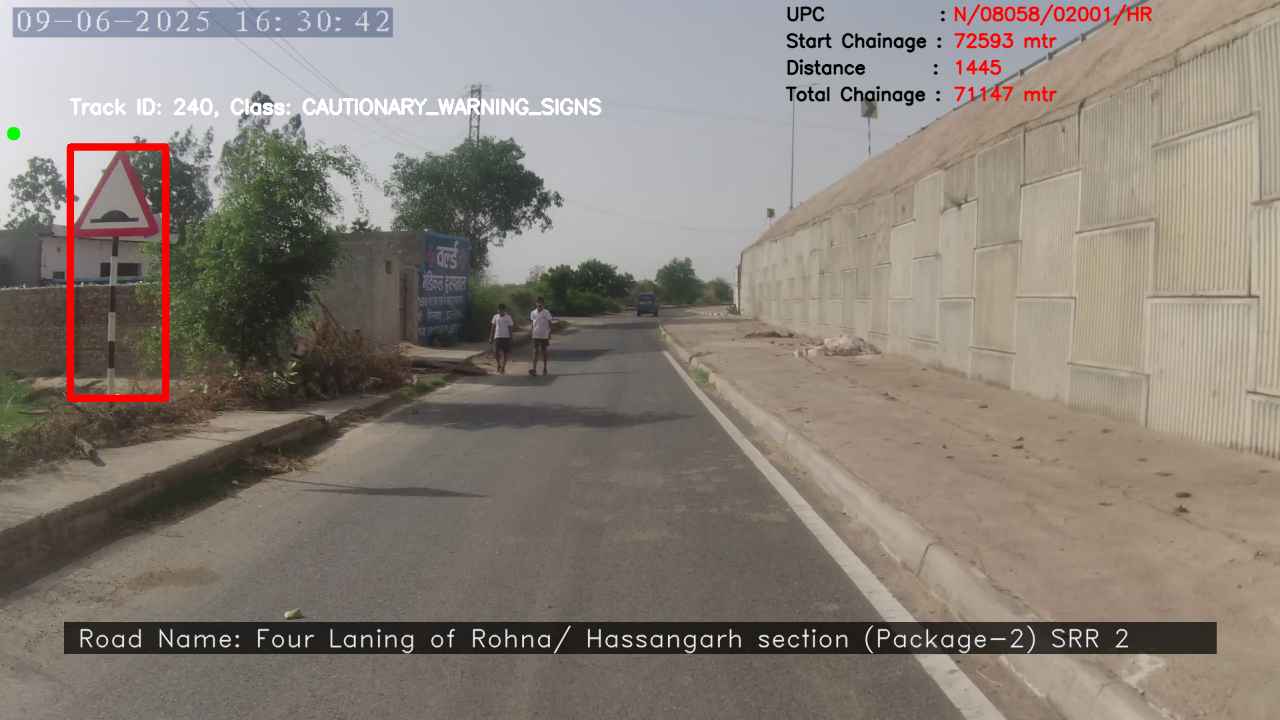 09-06-2025 16:30:42
UPC : N/08058/02001/HR
Start Chainage : 72593 mtr
Distance : 1445
Total Chainage : 71147 mtr
Track ID: 240, Class: CAUTIONARY_WARNING_SIGNS
वर्ल्ड
Road Name: Four Laning of Rohna/ Hassangarh section (Package-2) SRR 2